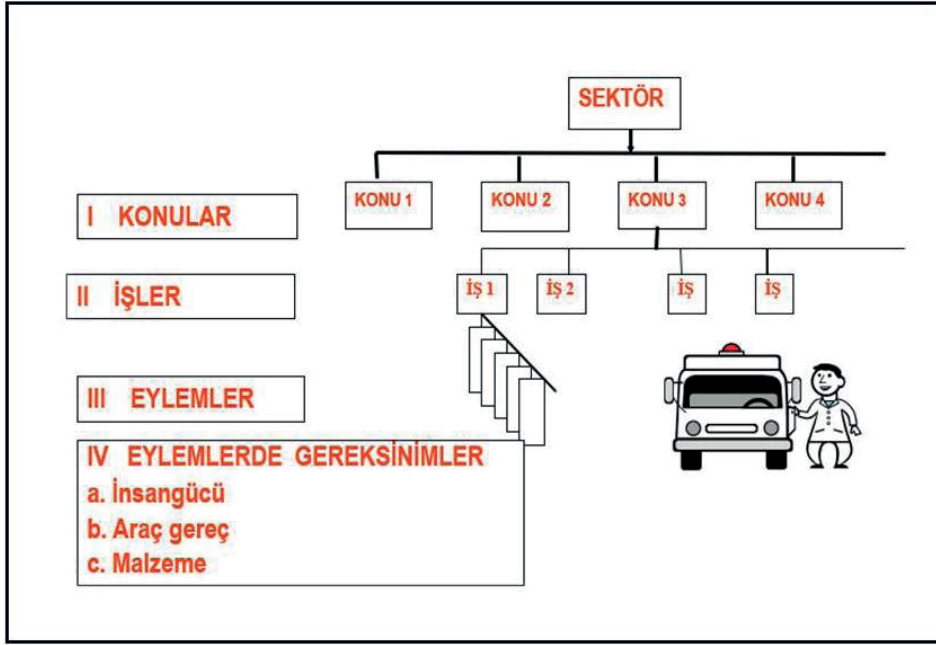 SEKTÖR
KONU 1
KONU 2
KONU 3
KONU 4
I KONULAR
II İŞLER
İŞ 1
İŞ 2
İŞ
İŞ
III EYLEMLER
IV EYLEMLERDE GEREKSİNİMLER
a. İnsangücü
b. Araç gereç
c. Malzeme